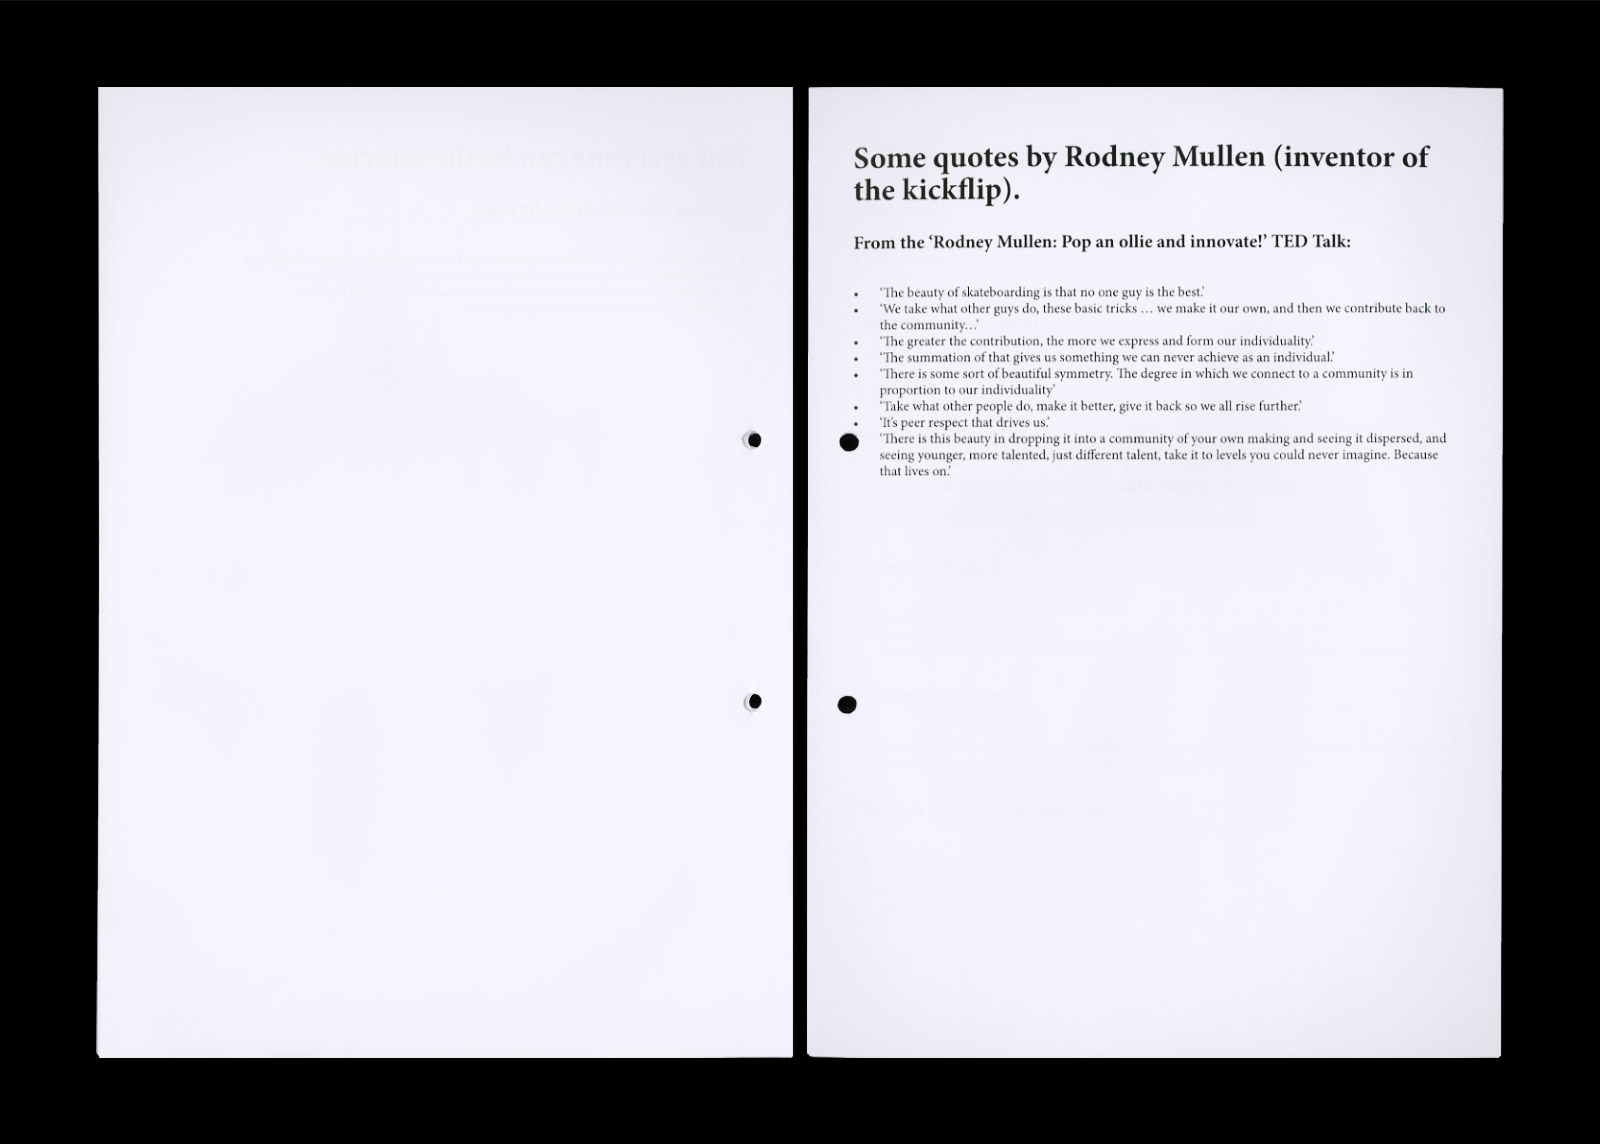 Not everyone can be the director.
Some quotes by Rodney Mullen (inventor of
the kickflip).
From the ‘Rodney Mullen: Pop an ollie and innovate!’ TED Talk:
• ‘The beauty of skateboarding is that no one guy is the best.’
• ‘We take what other guys do, these basic tricks … we make it our own, and then we contribute back to
the community…’
• ‘The greater the contribution, the more we express and form our individuality.’
• ‘The summation of that gives us something we can never achieve as an individual.’
• ‘There is some sort of beautiful symmetry. The degree in which we connect to a community is in
proportion to our individuality’
• ‘Take what other people do, make it better, give it back so we all rise further.’
• ‘It’s peer respect that drives us.’
‘There is this beauty in dropping it into a community of your own making and seeing it dispersed, and
seeing younger, more talented, just different talent, take it to levels you could never imagine. Because
that lives on.’